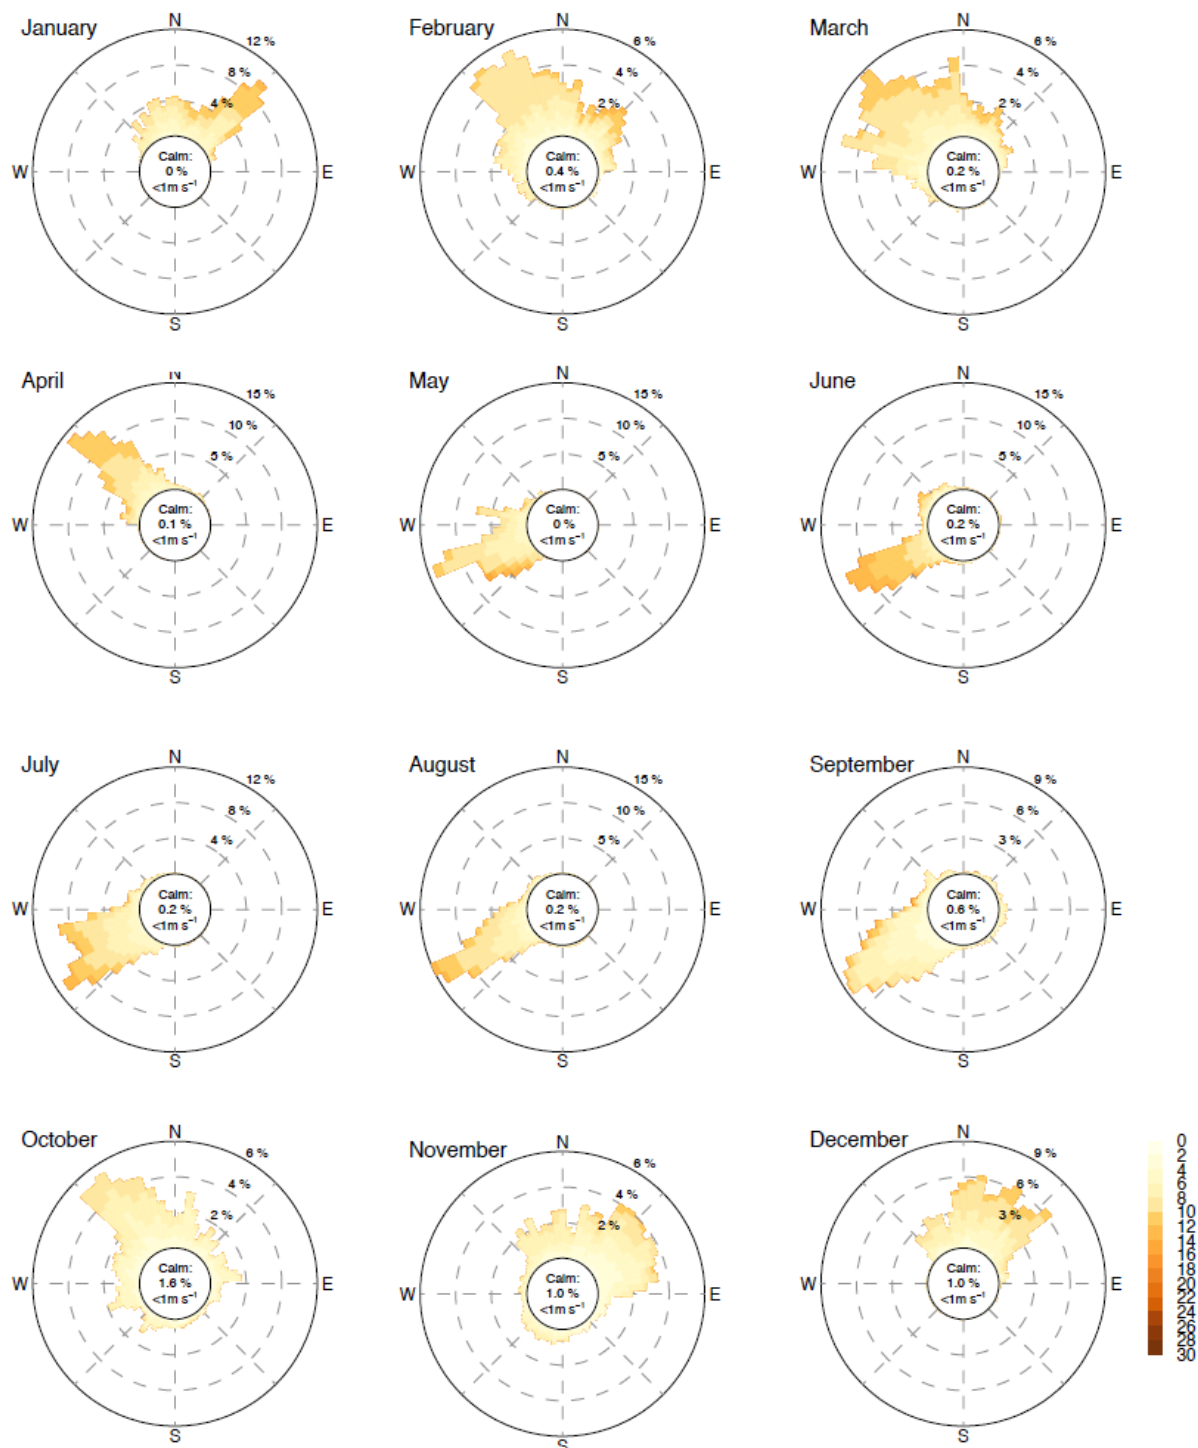 January
N
12 %
8 %
4 %
Calm:
0 %
<1m s⁻¹
W
E
S
February
N
6 %
4 %
2 %
Calm:
0.4 %
<1m s⁻¹
W
E
S
March
N
6 %
4 %
2 %
Calm:
0.2 %
<1m s⁻¹
W
E
S
April
N
15 %
10 %
5 %
Calm:
0.1 %
<1m s⁻¹
W
E
S
May
N
15 %
10 %
5 %
Calm:
0 %
<1m s⁻¹
W
E
S
June
N
15 %
10 %
5 %
Calm:
0.2 %
<1m s⁻¹
W
E
S
July
N
12 %
8 %
4 %
Calm:
0.2 %
<1m s⁻¹
W
E
S
August
N
15 %
10 %
5 %
Calm:
0.2 %
<1m s⁻¹
W
E
S
September
N
9 %
6 %
3 %
Calm:
0.6 %
<1m s⁻¹
W
E
S
October
N
6 %
4 %
2 %
Calm:
1.6 %
<1m s⁻¹
W
E
S
November
N
6 %
4 %
2 %
Calm:
1.0 %
<1m s⁻¹
W
E
S
December
N
9 %
6 %
3 %
Calm:
1.0 %
<1m s⁻¹
W
E
S
0
2
4
6
8
10
12
14
16
18
20
22
24
26
28
30